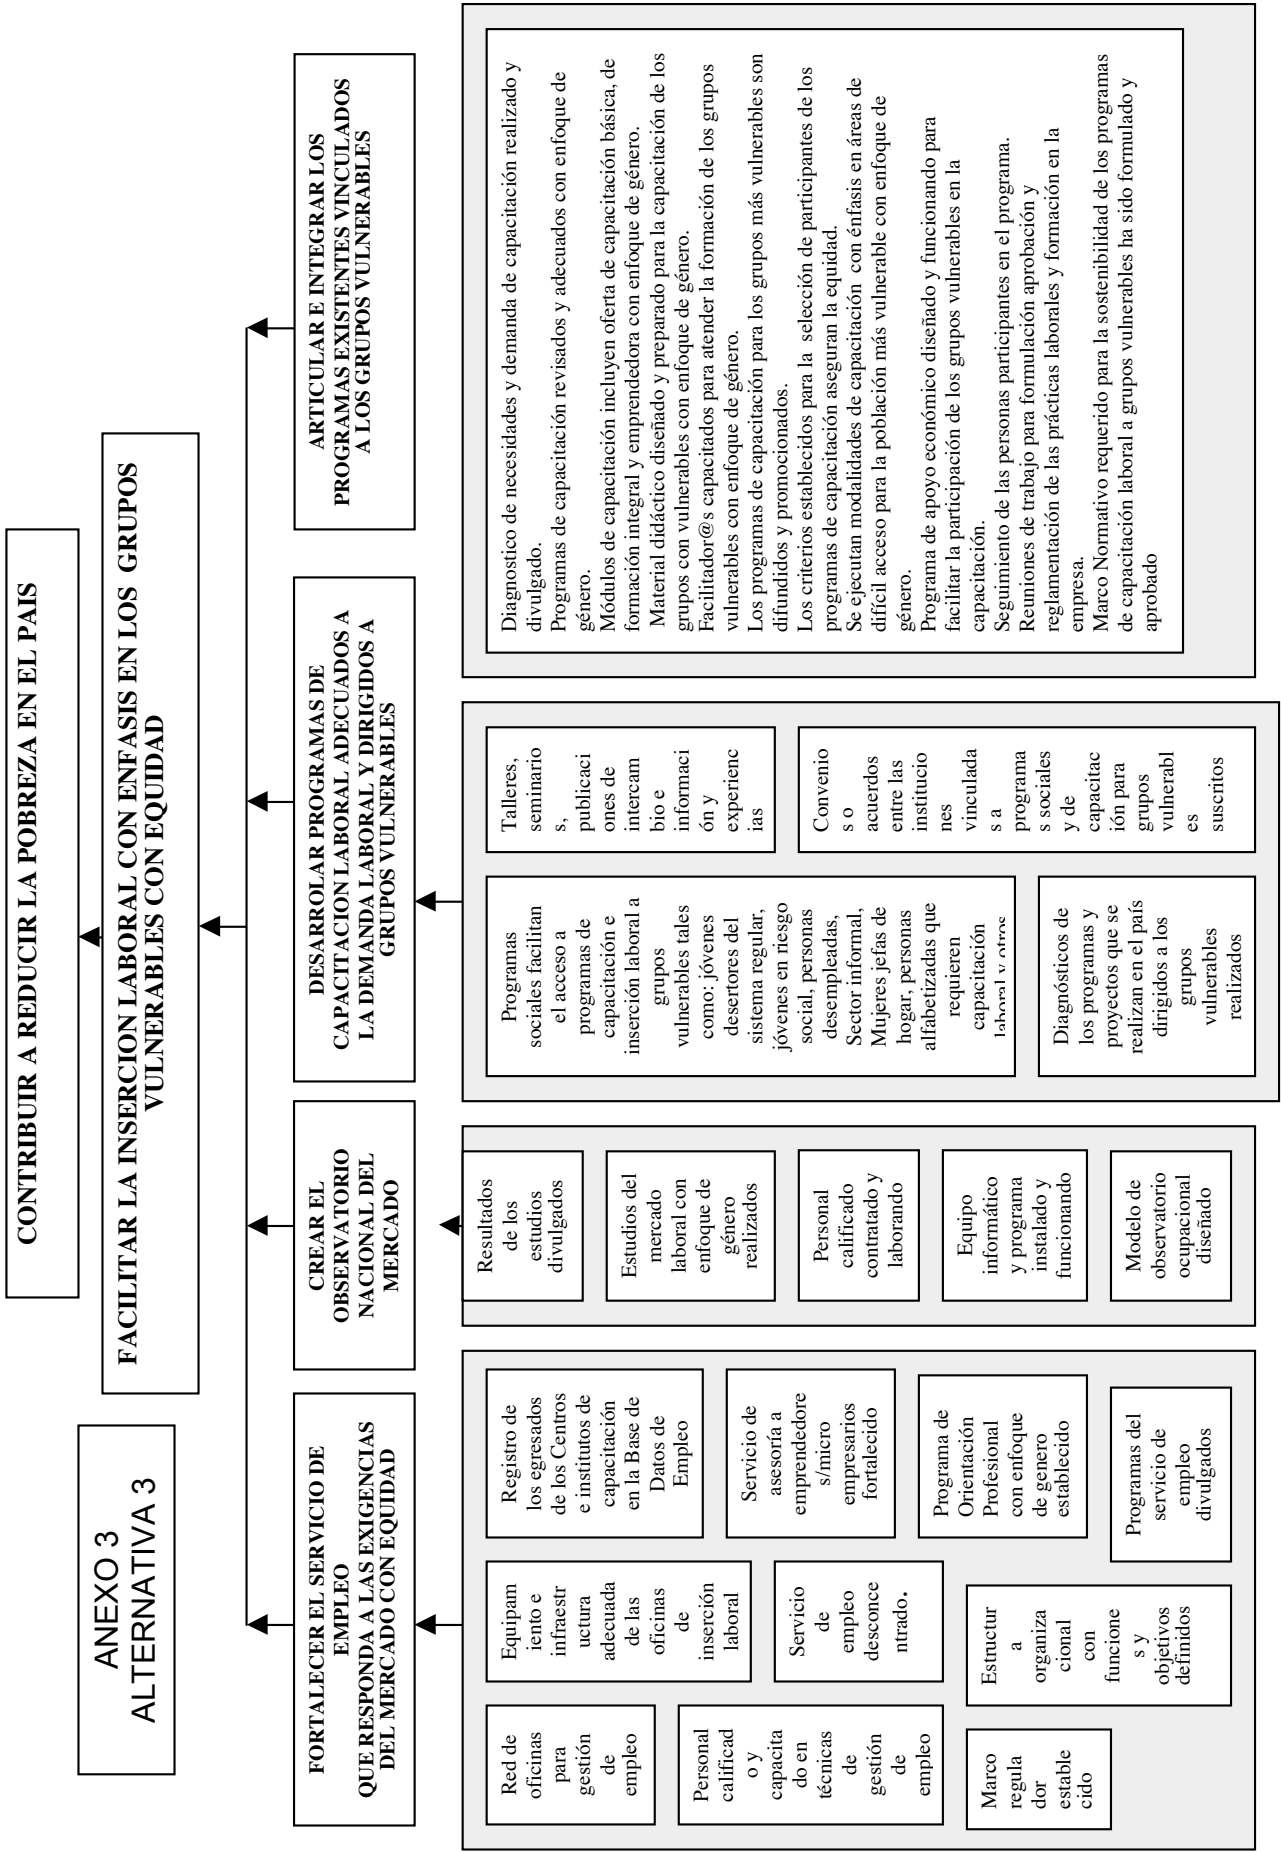 ANEXO 3
ALTERNATIVA 3
CONTRIBUIR A REDUCIR LA POBREZA EN EL PAIS
FACILITAR LA INSERCION LABORAL CON ENFASIS EN LOS GRUPOS
VULNERABLES CON EQUIDAD
FORTALECER EL SERVICIO DE
EMPLEO
QUE RESPONDA A LAS EXIGENCIAS
DEL MERCADO CON EQUIDAD
CREAR EL
OBSERVATORIO
NACIONAL DEL
MERCADO
DESARROLAR PROGRAMAS DE
CAPACITACION LABORAL ADECUADOS A
LA DEMANDA LABORAL Y DIRIGIDOS A
GRUPOS VULNERABLES
ARTICULAR E INTEGRAR LOS
PROGRAMAS EXISTENTES VINCULADOS
A LOS GRUPOS VULNERABLES
Red de
oficinas
para
gestión
de
empleo
Personal
calificad
o y
capacita
do en
técnicas
de
gestión
de
empleo
Marco
regula
dor
estable
cido
Equipam
iento e
infraestr
uctura
adecuada
de las
oficinas
de
inserción
laboral
Servicio
de
empleo
desconce
ntrado.
Estructur
a
organiza
cional
con
funcione
s y
objetivos
definidos
Registro de
los egresados
de los Centros
e institutos de
capacitación
en la Base de
Datos de
Empleo
Servicio de
asesoría a
emprendedore
s/micro
empresarios
fortalecido
Programa de
Orientación
Profesional
con enfoque
de genero
establecido
Programas del
servicio de
empleo
divulgados
Resultados
de los
estudios
divulgados
Estudios del
mercado
laboral con
enfoque de
género
realizados
Personal
calificado
contratado y
laborando
Equipo
informático
y programa
instalado y
funcionando
Modelo de
observatorio
ocupacional
diseñado
Programas
sociales facilitan
el acceso a
programas de
capacitación e
inserción laboral a
grupos
vulnerables tales
como: jóvenes
desertores del
sistema regular,
jóvenes en riesgo
social, personas
desempleadas,
Sector informal,
Mujeres jefas de
hogar, personas
alfabetizadas que
requieren
capacitación
laboral y otros
Diagnósticos de
los programas y
proyectos que se
realizan en el país
dirigidos a los
grupos
vulnerables
realizados
Talleres,
seminario
s,
publicaci
ones de
intercam
bio e
informaci
ón y
experienc
ias
Convenio
s o
acuerdos
entre las
institucio
nes
vinculada
s a
programa
s sociales
y de
capacitac
ión para
grupos
vulnerabl
es
suscritos
Diagnostico de necesidades y demanda de capacitación realizado y
divulgado.
Programas de capacitación revisados y adecuados con enfoque de
género.
Módulos de capacitación incluyen oferta de capacitación básica, de
formación integral y emprendedora con enfoque de género.
Material didáctico diseñado y preparado para la capacitación de los
grupos con vulnerables con enfoque de género.
Facilitador@s capacitados para atender la formación de los grupos
vulnerables con enfoque de género.
Los programas de capacitación para los grupos más vulnerables son
difundidos y promocionados.
Los criterios establecidos para la selección de participantes de los
programas de capacitación aseguran la equidad.
Se ejecutan modalidades de capacitación con énfasis en áreas de
difícil acceso para la población más vulnerable con enfoque de
género.
Programa de apoyo económico diseñado y funcionando para
facilitar la participación de los grupos vulnerables en la
capacitación.
Seguimiento de las personas participantes en el programa.
Reuniones de trabajo para formulación aprobación y
reglamentación de las prácticas laborales y formación en la
empresa.
Marco Normativo requerido para la sostenibilidad de los programas
de capacitación laboral a grupos vulnerables ha sido formulado y
aprobado